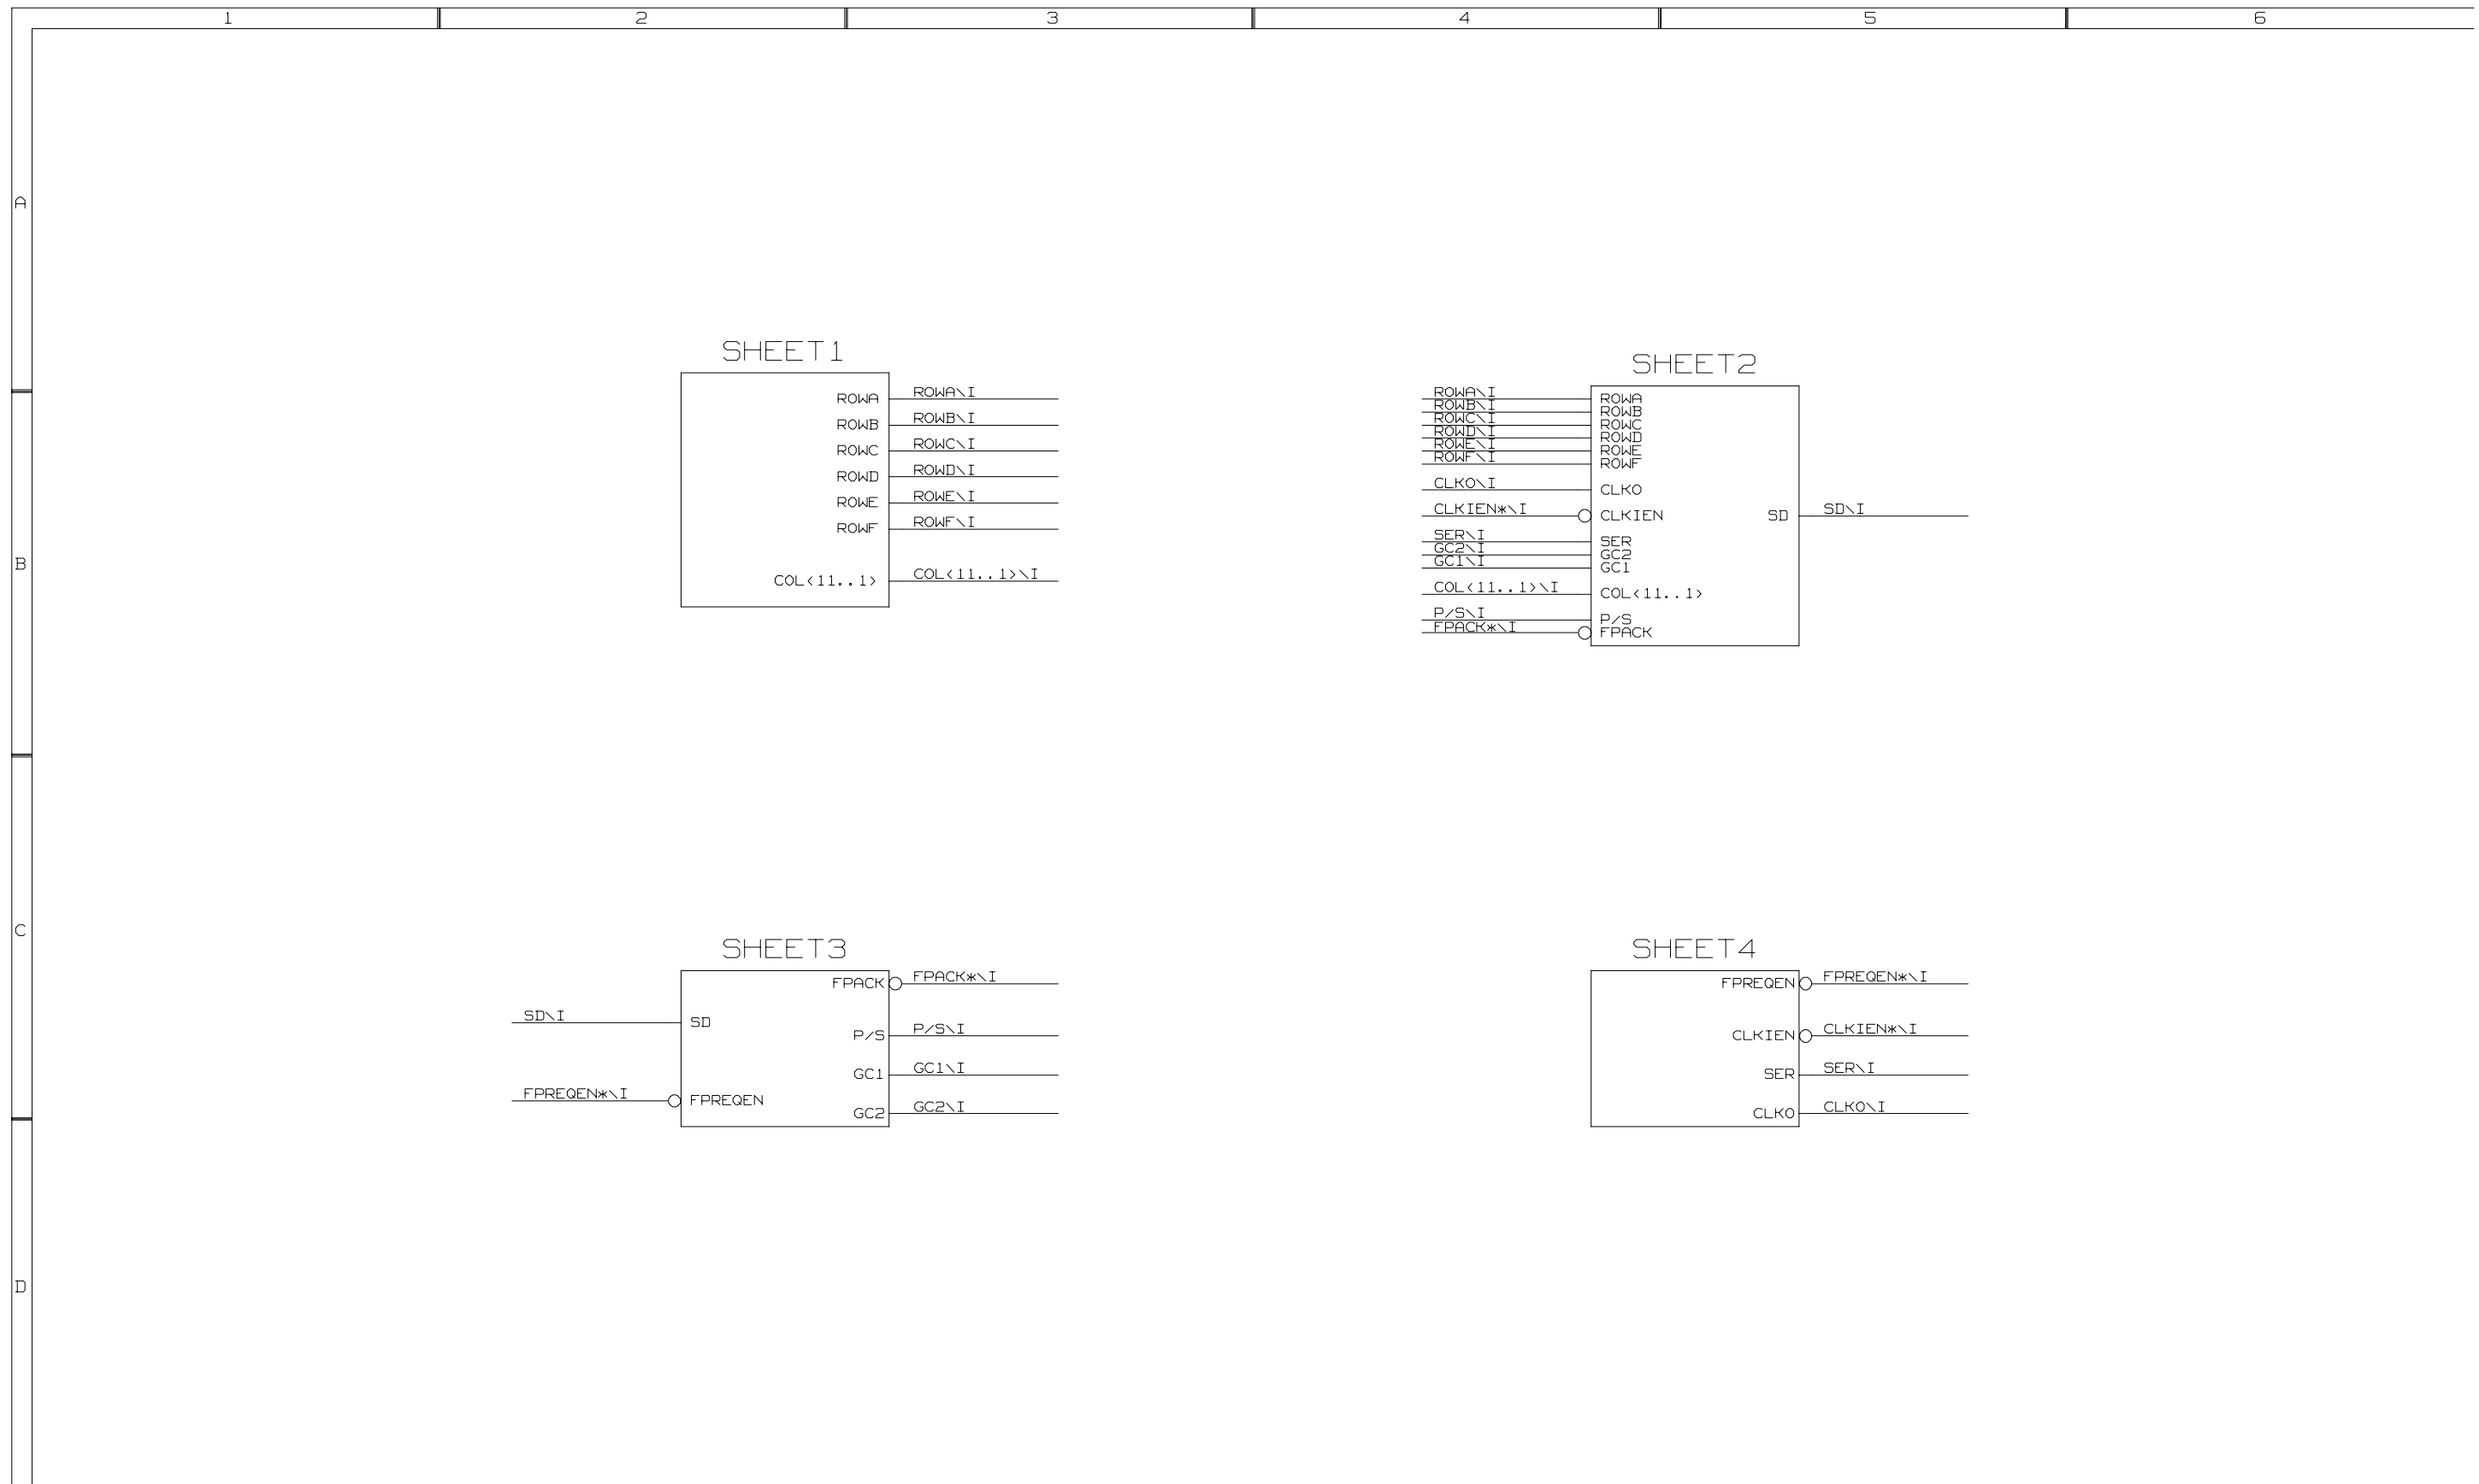 1 2 3 4 5 6
A
SHEET1
ROWA ROWA\I
ROWB ROWB\I
ROWC ROWC\I
ROWD ROWD\I
ROWE ROWE\I
ROWF ROWF\I
COL<11..1> COL<11..1>\I
SHEET2
ROWA\I ROWA
ROWB\I ROWB
ROWC\I ROWC
ROWD\I ROWD
ROWE\I ROWE
ROWF\I ROWF
CLKO\I CLKO
CLKIEN*\I CLKIEN SD SD\I
SER\I SER
GC2\I GC2
GC1\I GC1
COL<11..1>\I COL<11..1>
P/S\I P/S
FPACK*\I FPACK
B
C
SHEET3
FPACK FPACK*\I
SD\I SD
P/S P/S\I
GC1 GC1\I
FPREQEN*\I FPREQEN
GC2 GC2\I
SHEET4
FPREQEN FPREQEN*\I
CLKIEN CLKIEN*\I
SER SER\I
CLKO CLKO\I
D